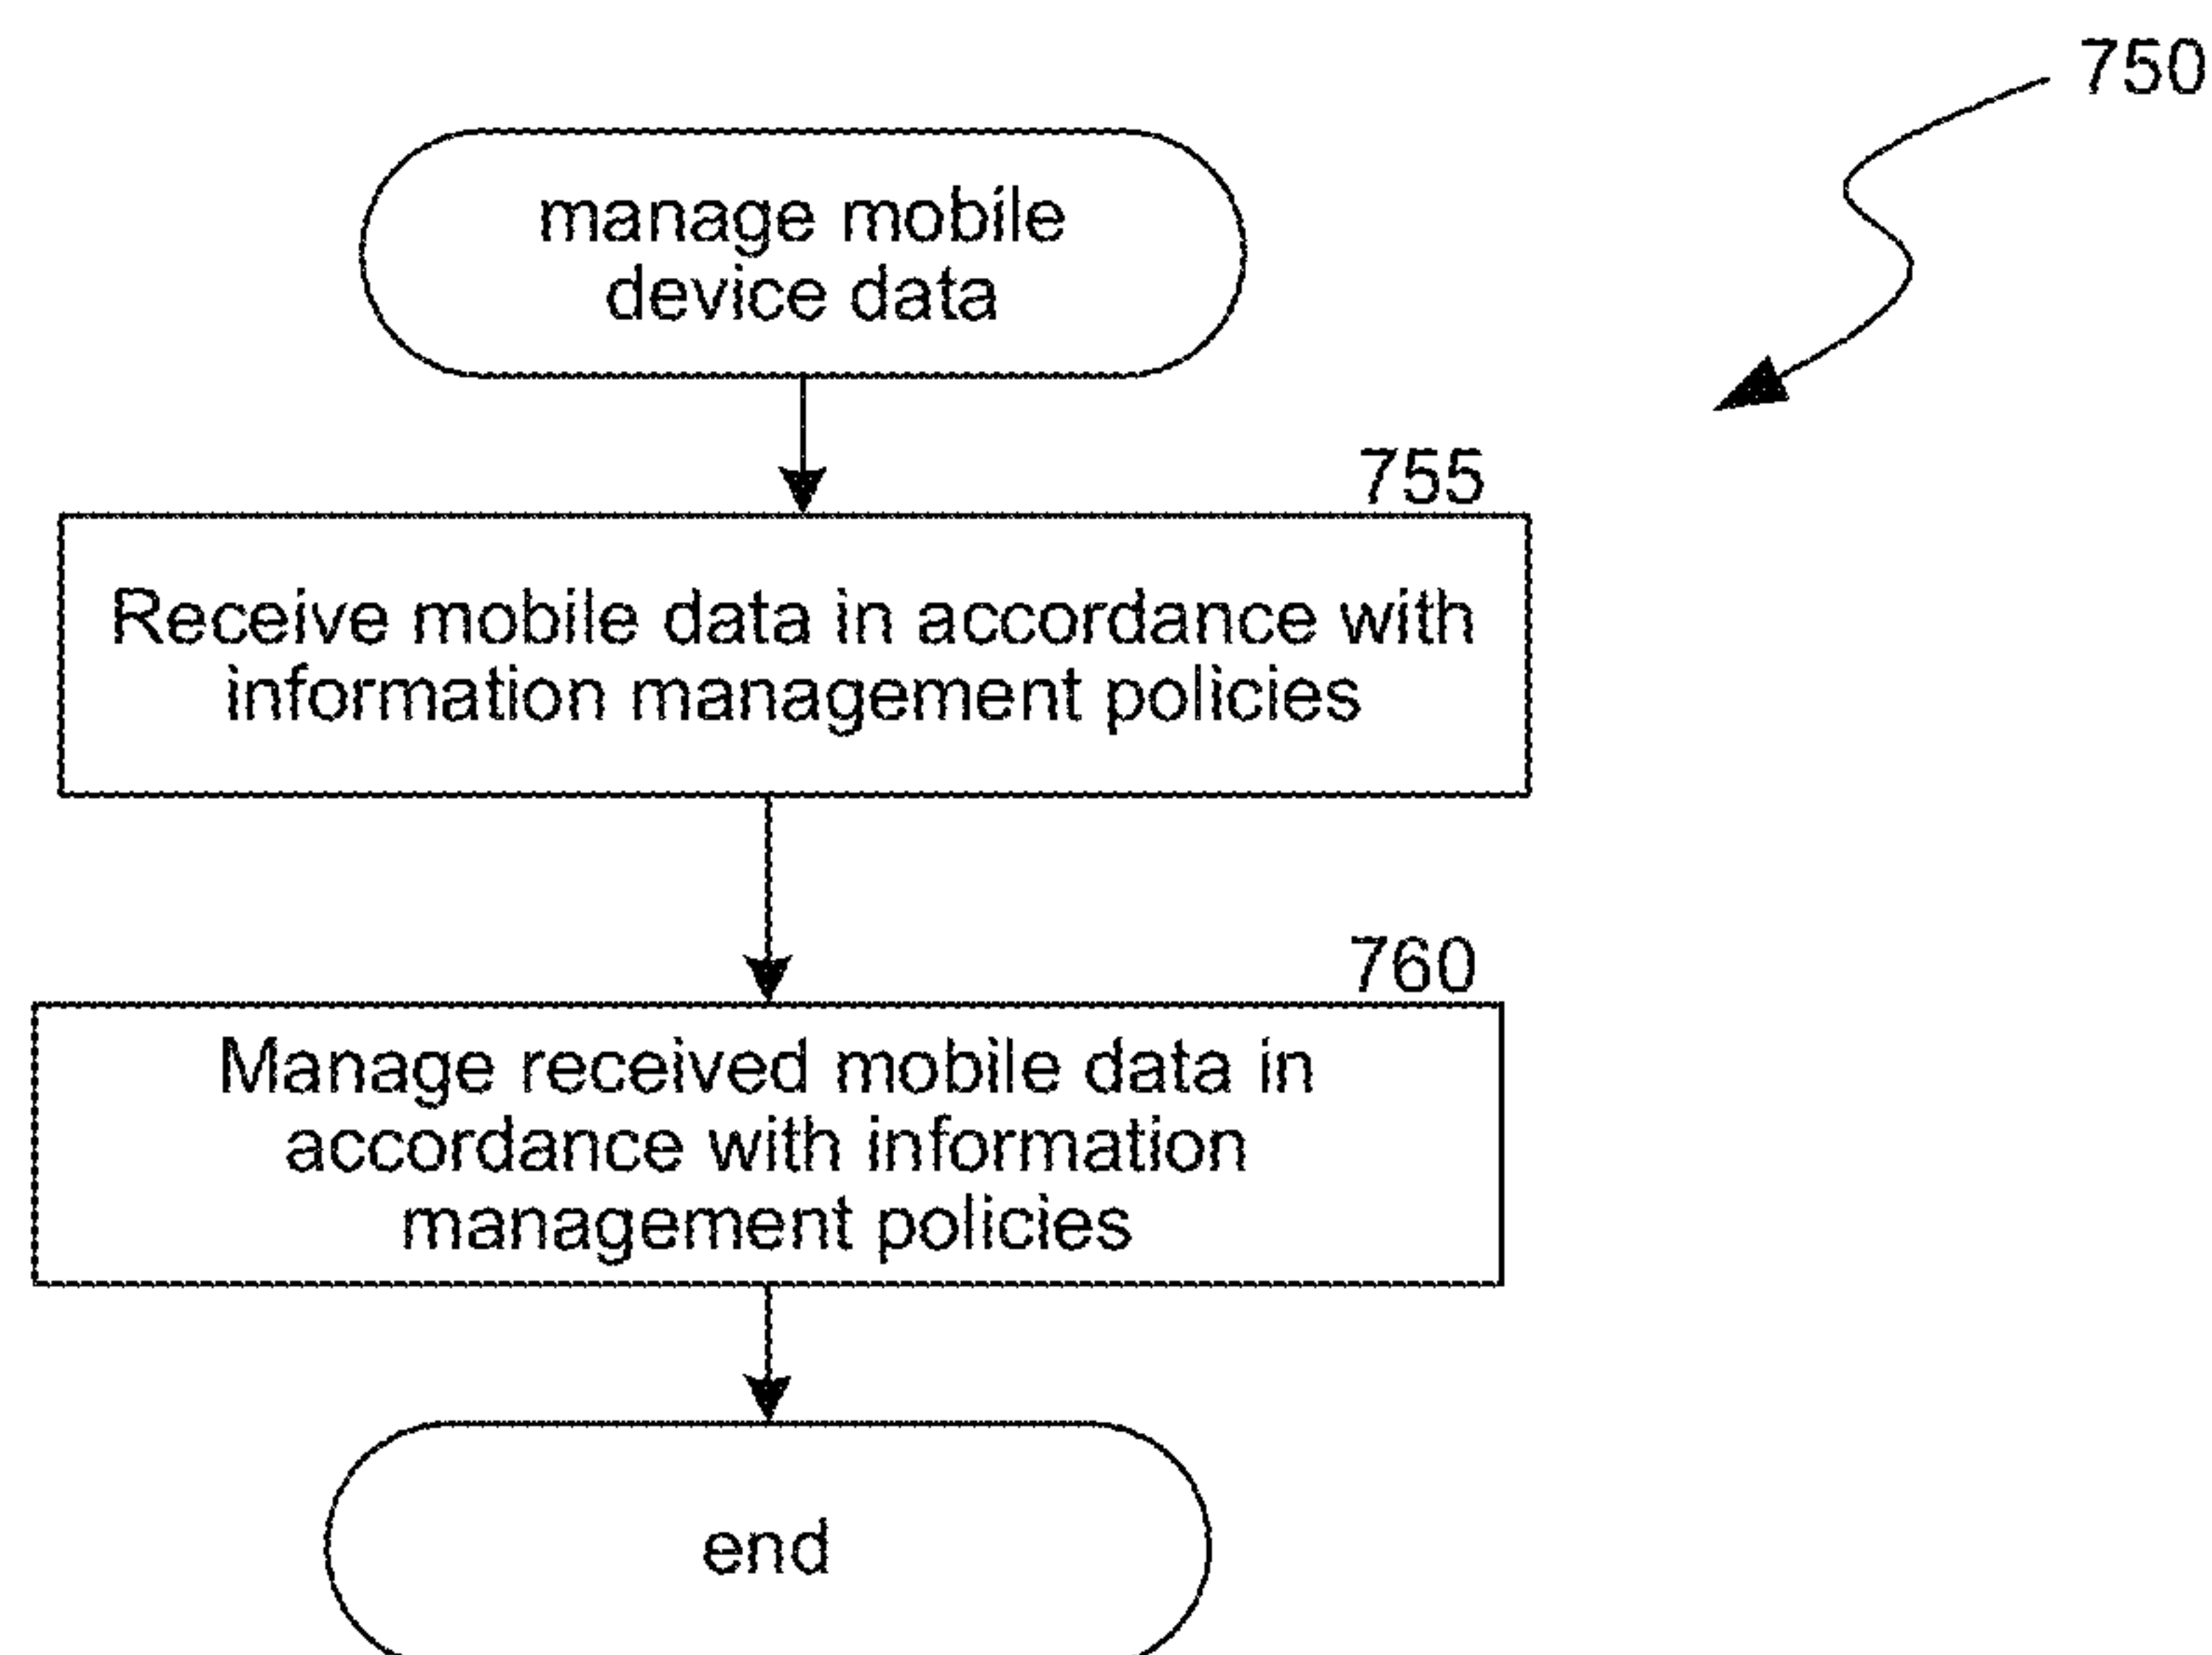 750
manage mobile
device data
755
Receive mobile data in accordance with
information management policies
760
Manage received mobile data in
accordance with information
management policies
end